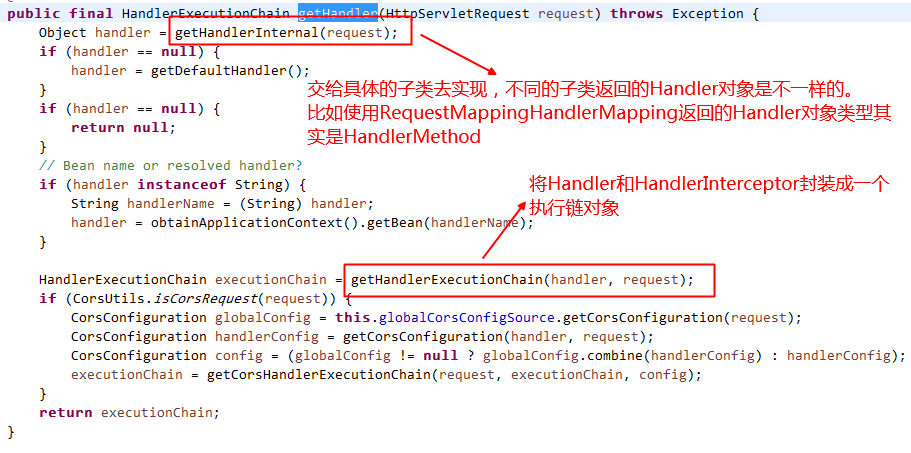 public final HandlerExecutionChain getHandler(HttpServletRequest request) throws Exception {
Object handler = getHandlerInternal(request);
if (handler == null) {
handler = getDefaultHandler();
}
if (handler == null) {
return null;
}
// Bean name or resolved handler?
if (handler instanceof String) {
String handlerName = (String) handler;
handler = obtainApplicationContext().getBean(handlerName);
}
HandlerExecutionChain executionChain = getHandlerExecutionChain(handler, request);
if (CorsUtils.isCorsRequest(request)) {
CorsConfiguration globalConfig = this.globalCorsConfigSource.getCorsConfiguration(request);
CorsConfiguration handlerConfig = getCorsConfiguration(handler, request);
CorsConfiguration config = (globalConfig != null ? globalConfig.combine(handlerConfig) : handlerConfig);
executionChain = getCorsHandlerExecutionChain(request, executionChain, config);
}
return executionChain;
}
交给具体的子类去实现，不同的子类返回的Handler对象是不一样的。
比如使用RequestMappingHandlerMapping返回的Handler对象类型其
实是HandlerMethod
将Handler和HandlerInterceptor封装成一个
执行链对象